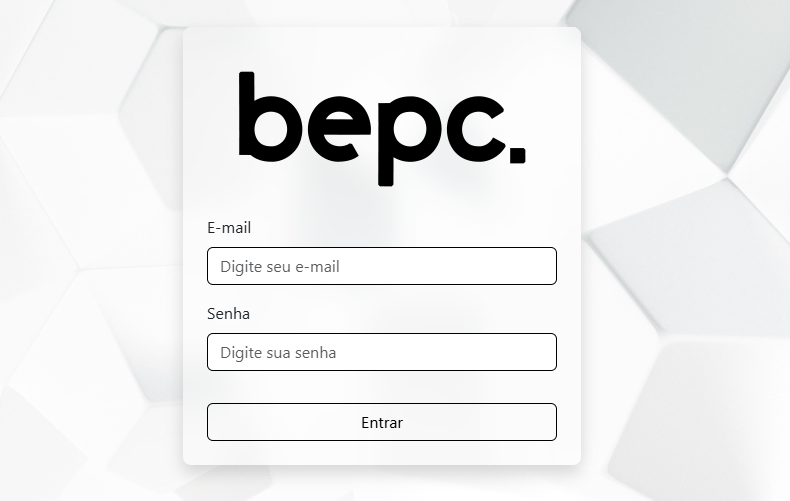 bepc.
E-mail
Digite seu e-mail
Senha
Digite sua senha
Entrar